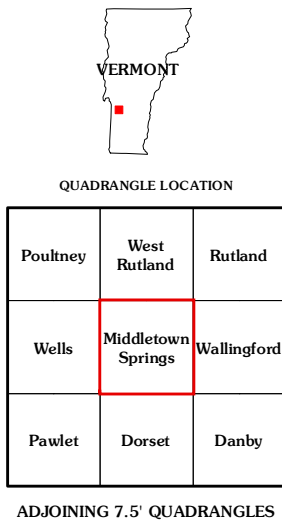 VERMONT
QUADRANGLE LOCATION
Poultney
West
Rutland
Rutland
Wells
Middletown
Springs
Wallingford
Pawlet
Dorset
Danby
ADJOINING 7.5' QUADRANGLES